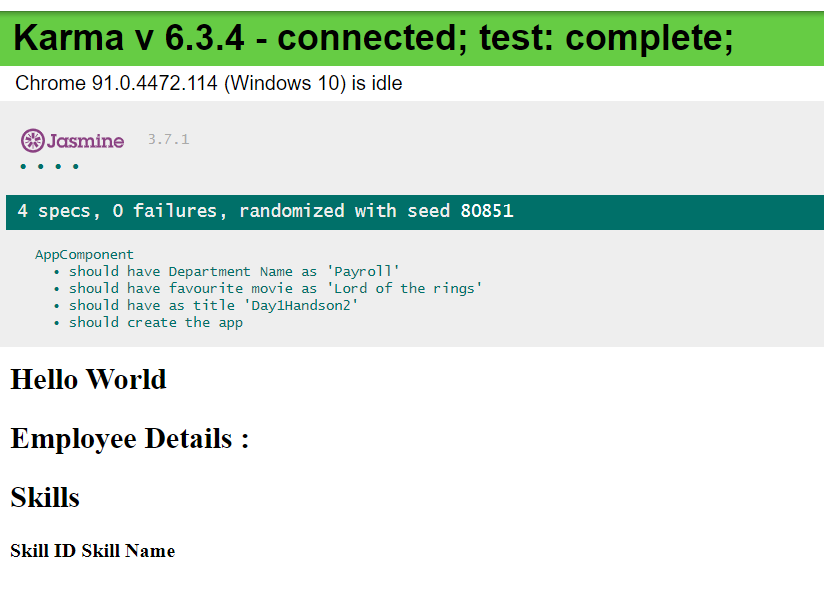 Karma v 6.3.4 - connected; test: complete;
Chrome 91.0.4472.114 (Windows 10) is idle
Jasmine 3.7.1
• • • •
4 specs, 0 failures, randomized with seed 80851
AppComponent
• should have Department Name as 'Payroll'
• should have favourite movie as 'Lord of the rings'
• should have as title 'Day1Handson2'
• should create the app
Hello World
Employee Details :
Skills
Skill ID Skill Name